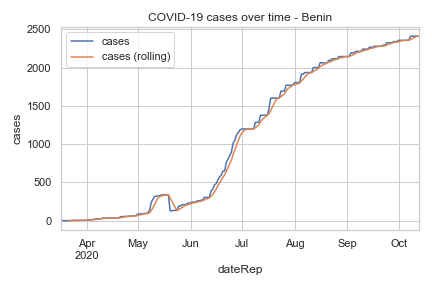 COVID-19 cases over time - Benin
cases
cases (rolling)
2500
2000
1500
1000
500
0
cases
Apr
2020
May
Jun
Jul
Aug
Sep
Oct
dateRep